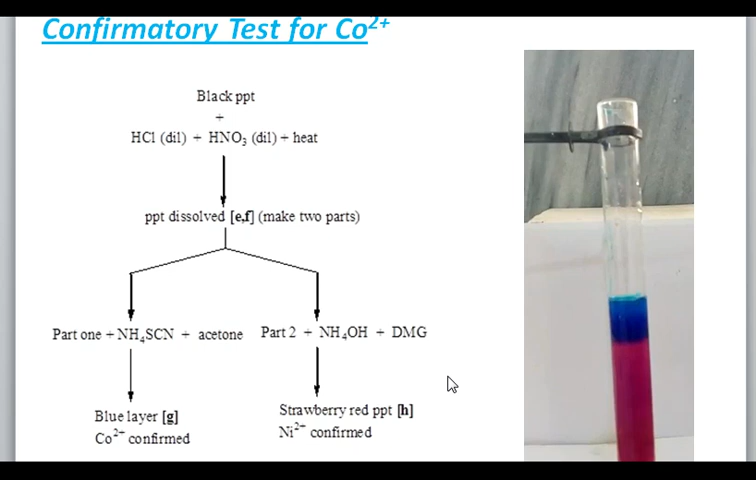 Confirmatory Test for Co²⁺
Black ppt
+
HCl (dil) + HNO₃ (dil) + heat
ppt dissolved [e,f] (make two parts)
Part one + NH₄SCN + acetone
Part 2 + NH₄OH + DMG
Blue layer [g]
Co²⁺ confirmed
Strawberry red ppt [h]
Ni²⁺ confirmed